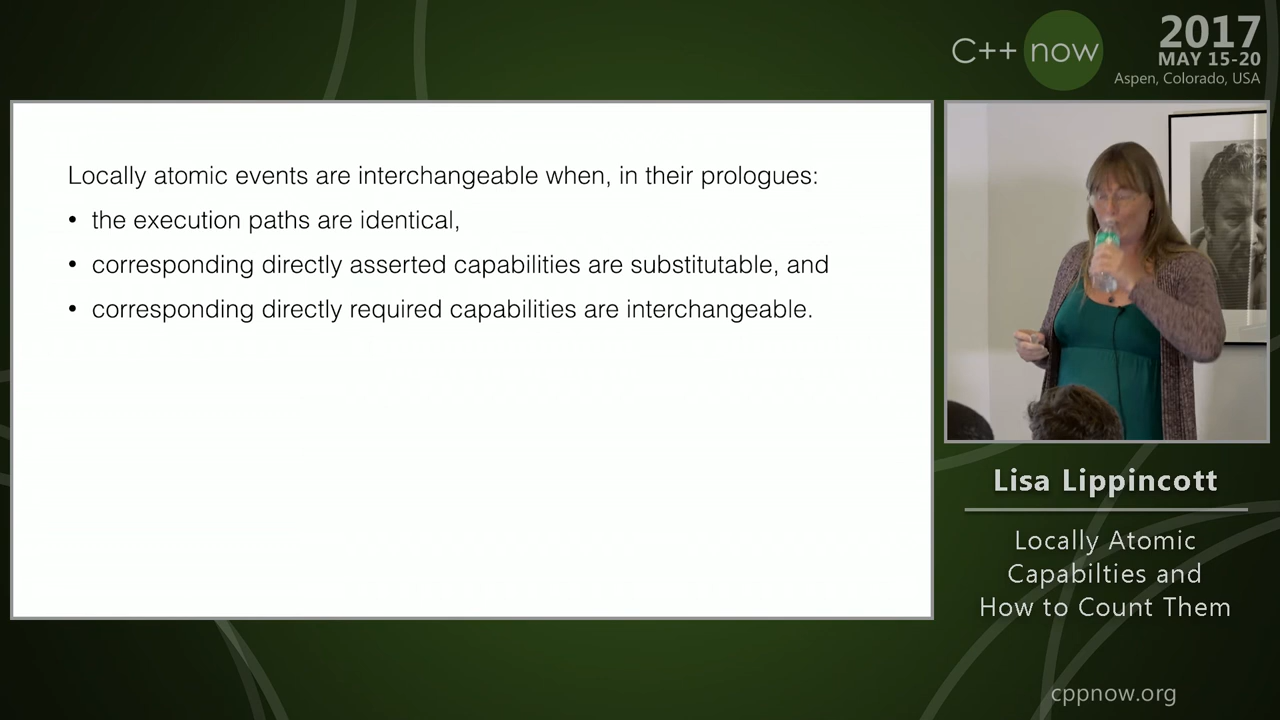 C++ now
2017
MAY 15-20
Aspen, Colorado, USA
Locally atomic events are interchangeable when, in their prologues:
• the execution paths are identical,
• corresponding directly asserted capabilities are substitutable, and
• corresponding directly required capabilities are interchangeable.
Lisa Lippincott
Locally Atomic
Capabilties and
How to Count Them
cppnow.org